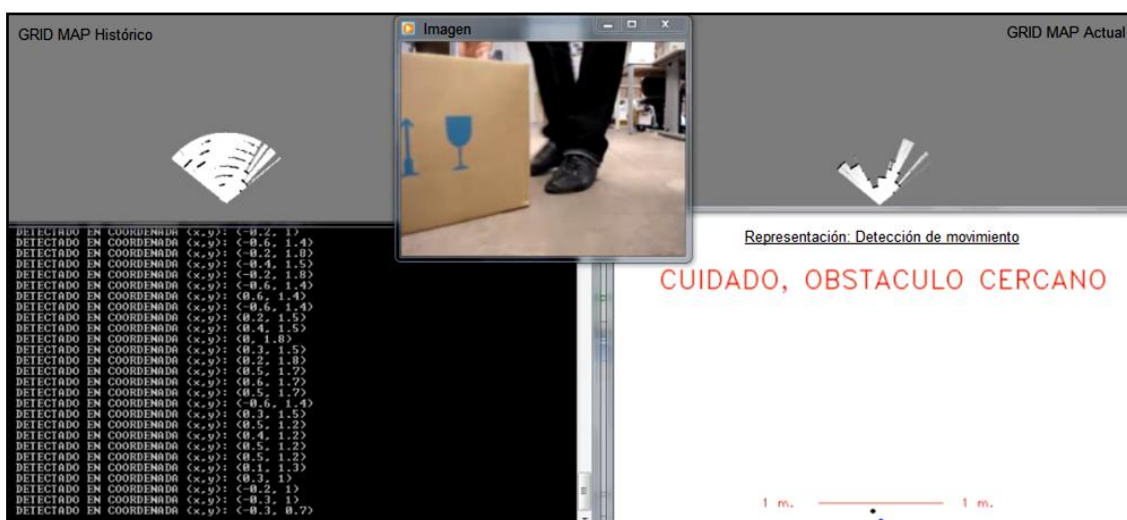 GRID MAP Histórico
Imagen
GRID MAP Actual
DETECTADO EN COORDENADA (x,y): (-0.2, 1)
DETECTADO EN COORDENADA (x,y): (-0.6, 1.4)
DETECTADO EN COORDENADA (x,y): (-0.2, 1.8)
DETECTADO EN COORDENADA (x,y): (-0.4, 1.5)
DETECTADO EN COORDENADA (x,y): (-0.2, 1.8)
DETECTADO EN COORDENADA (x,y): (-0.6, 1.4)
DETECTADO EN COORDENADA (x,y): (0.6, 1.4)
DETECTADO EN COORDENADA (x,y): (-0.6, 1.4)
DETECTADO EN COORDENADA (x,y): (0.2, 1.5)
DETECTADO EN COORDENADA (x,y): (0.4, 1.5)
DETECTADO EN COORDENADA (x,y): (0, 1.8)
DETECTADO EN COORDENADA (x,y): (0.3, 1.5)
DETECTADO EN COORDENADA (x,y): (0.2, 1.8)
DETECTADO EN COORDENADA (x,y): (0.5, 1.7)
DETECTADO EN COORDENADA (x,y): (0.6, 1.7)
DETECTADO EN COORDENADA (x,y): (0.5, 1.7)
DETECTADO EN COORDENADA (x,y): (-0.6, 1.4)
DETECTADO EN COORDENADA (x,y): (0.3, 1.5)
DETECTADO EN COORDENADA (x,y): (0.5, 1.2)
DETECTADO EN COORDENADA (x,y): (0.4, 1.2)
DETECTADO EN COORDENADA (x,y): (0.5, 1.2)
DETECTADO EN COORDENADA (x,y): (0.5, 1.2)
DETECTADO EN COORDENADA (x,y): (0.1, 1.3)
DETECTADO EN COORDENADA (x,y): (0.3, 1)
DETECTADO EN COORDENADA (x,y): (-0.2, 1)
DETECTADO EN COORDENADA (x,y): (-0.3, 1)
DETECTADO EN COORDENADA (x,y): (-0.3, 0.7)
Representación: Detección de movimiento
CUIDADO, OBSTACULO CERCANO
1 m. 1 m.